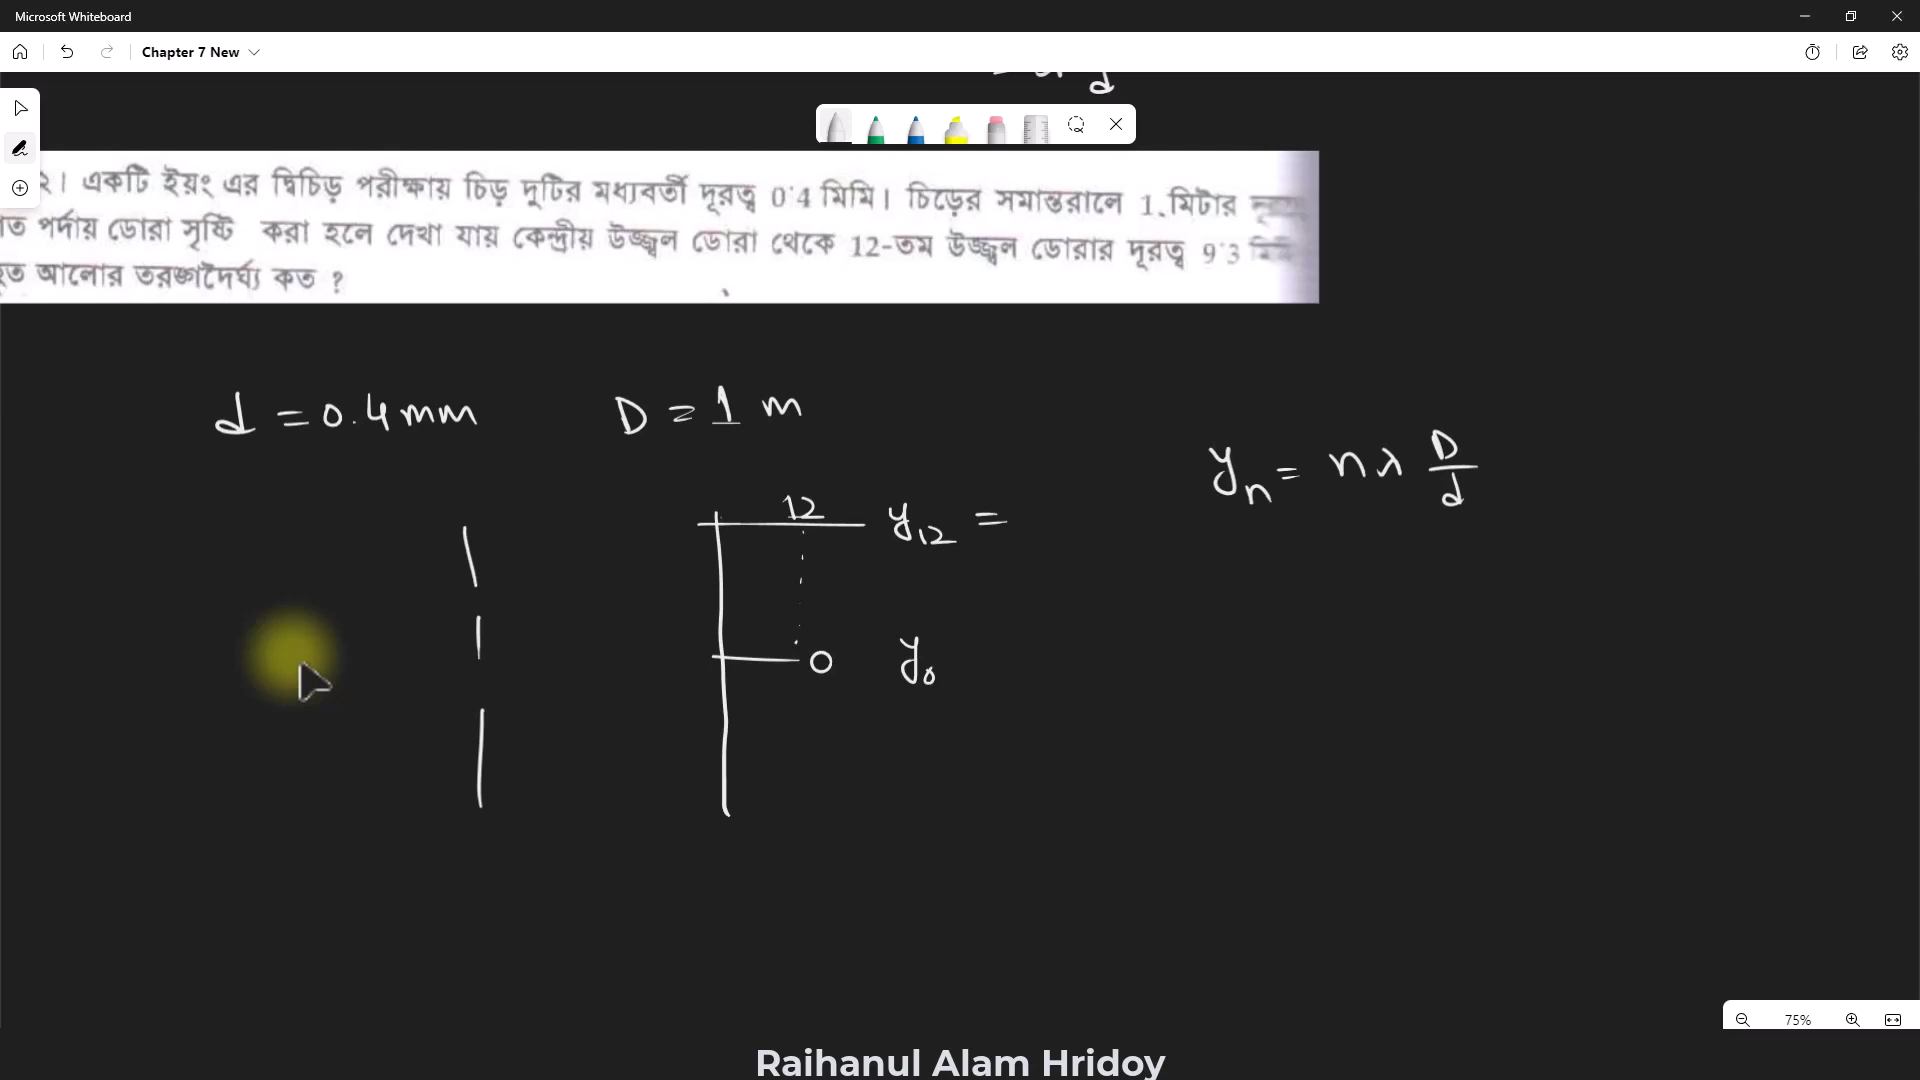 Microsoft Whiteboard
Chapter 7 New
d
২। একটি ইয়ং এর দ্বিচিড় পরীক্ষায় চিড় দুটির মধ্যবর্তী দূরত্ব 0·4 মিমি। চিড়ের সমান্তরালে 1.মিটার
পর্দায় ডোরা সৃষ্টি করা হলে দেখা যায় কেন্দ্রীয় উজ্জ্বল ডোরা থেকে 12-তম উজ্জ্বল ডোরার দূরত্ব 9·3
আলোর তরঙ্গদৈর্ঘ্য কত ?
d = 0.4 mm D = 1 m
yₙ = nλ D/d
12 y₁₂ =
0 y₀
75%
Raihanul Alam Hridoy